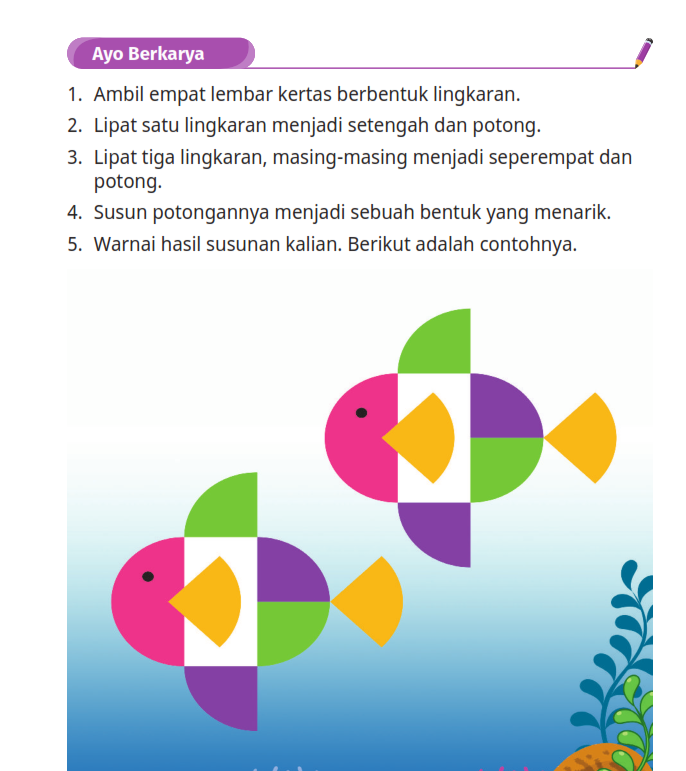 Ayo Berkarya
1. Ambil empat lembar kertas berbentuk lingkaran.
2. Lipat satu lingkaran menjadi setengah dan potong.
3. Lipat tiga lingkaran, masing-masing menjadi seperempat dan
potong.
4. Susun potongannya menjadi sebuah bentuk yang menarik.
5. Warnai hasil susunan kalian. Berikut adalah contohnya.